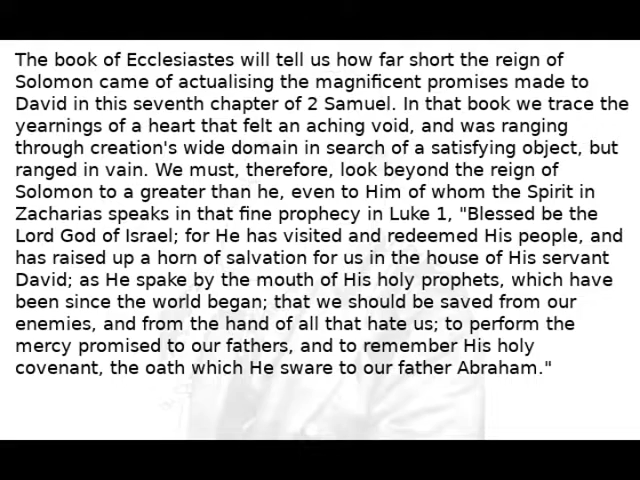 The book of Ecclesiastes will tell us how far short the reign of
Solomon came of actualising the magnificent promises made to
David in this seventh chapter of 2 Samuel. In that book we trace the
yearnings of a heart that felt an aching void, and was ranging
through creation's wide domain in search of a satisfying object, but
ranged in vain. We must, therefore, look beyond the reign of
Solomon to a greater than he, even to Him of whom the Spirit in
Zacharias speaks in that fine prophecy in Luke 1, "Blessed be the
Lord God of Israel; for He has visited and redeemed His people, and
has raised up a horn of salvation for us in the house of His servant
David; as He spake by the mouth of His holy prophets, which have
been since the world began; that we should be saved from our
enemies, and from the hand of all that hate us; to perform the
mercy promised to our fathers, and to remember His holy
covenant, the oath which He sware to our father Abraham."